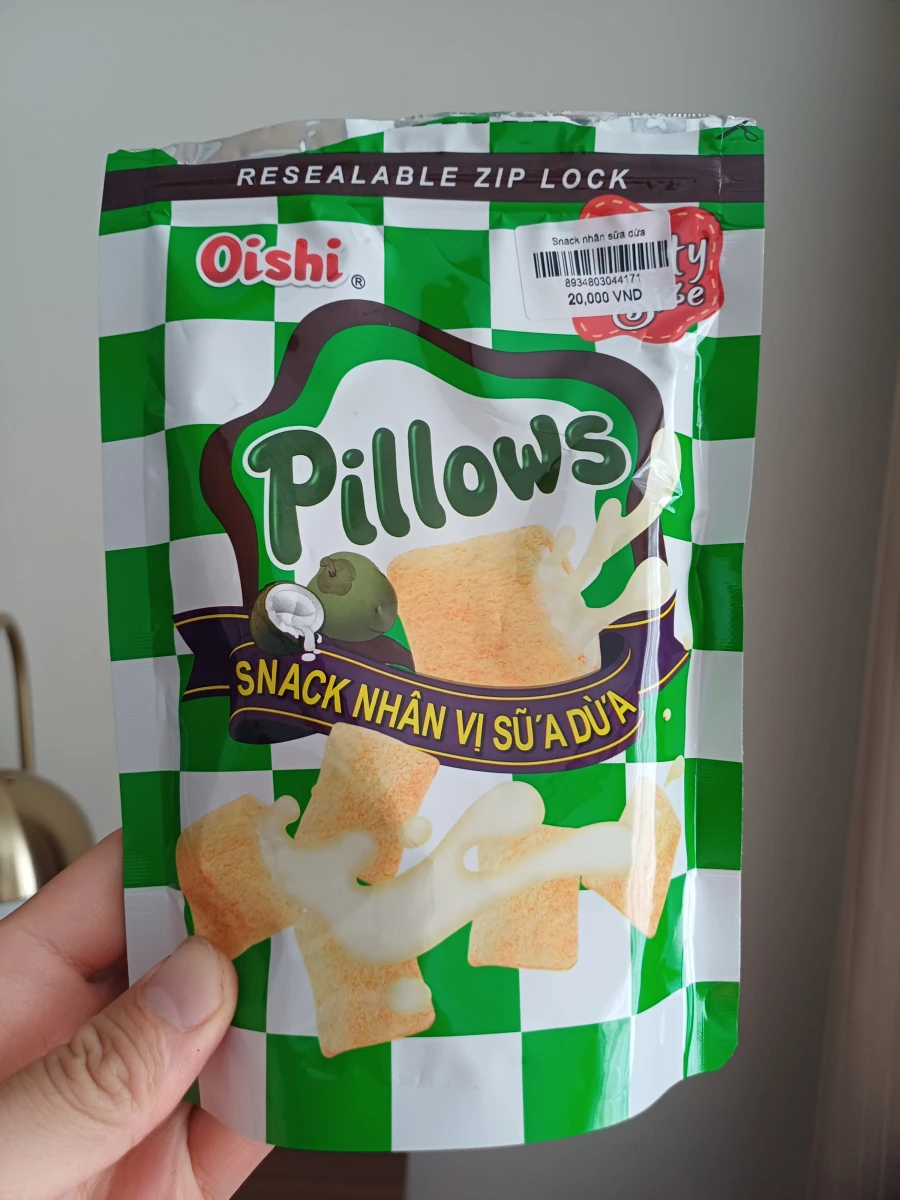 RESEALABLE ZIP LOCK
Oishi®
Snack nhân sữa dừa
8934803044171
20,000 VND
Pillows
SNACK NHÂN VỊ SỮA DỪA